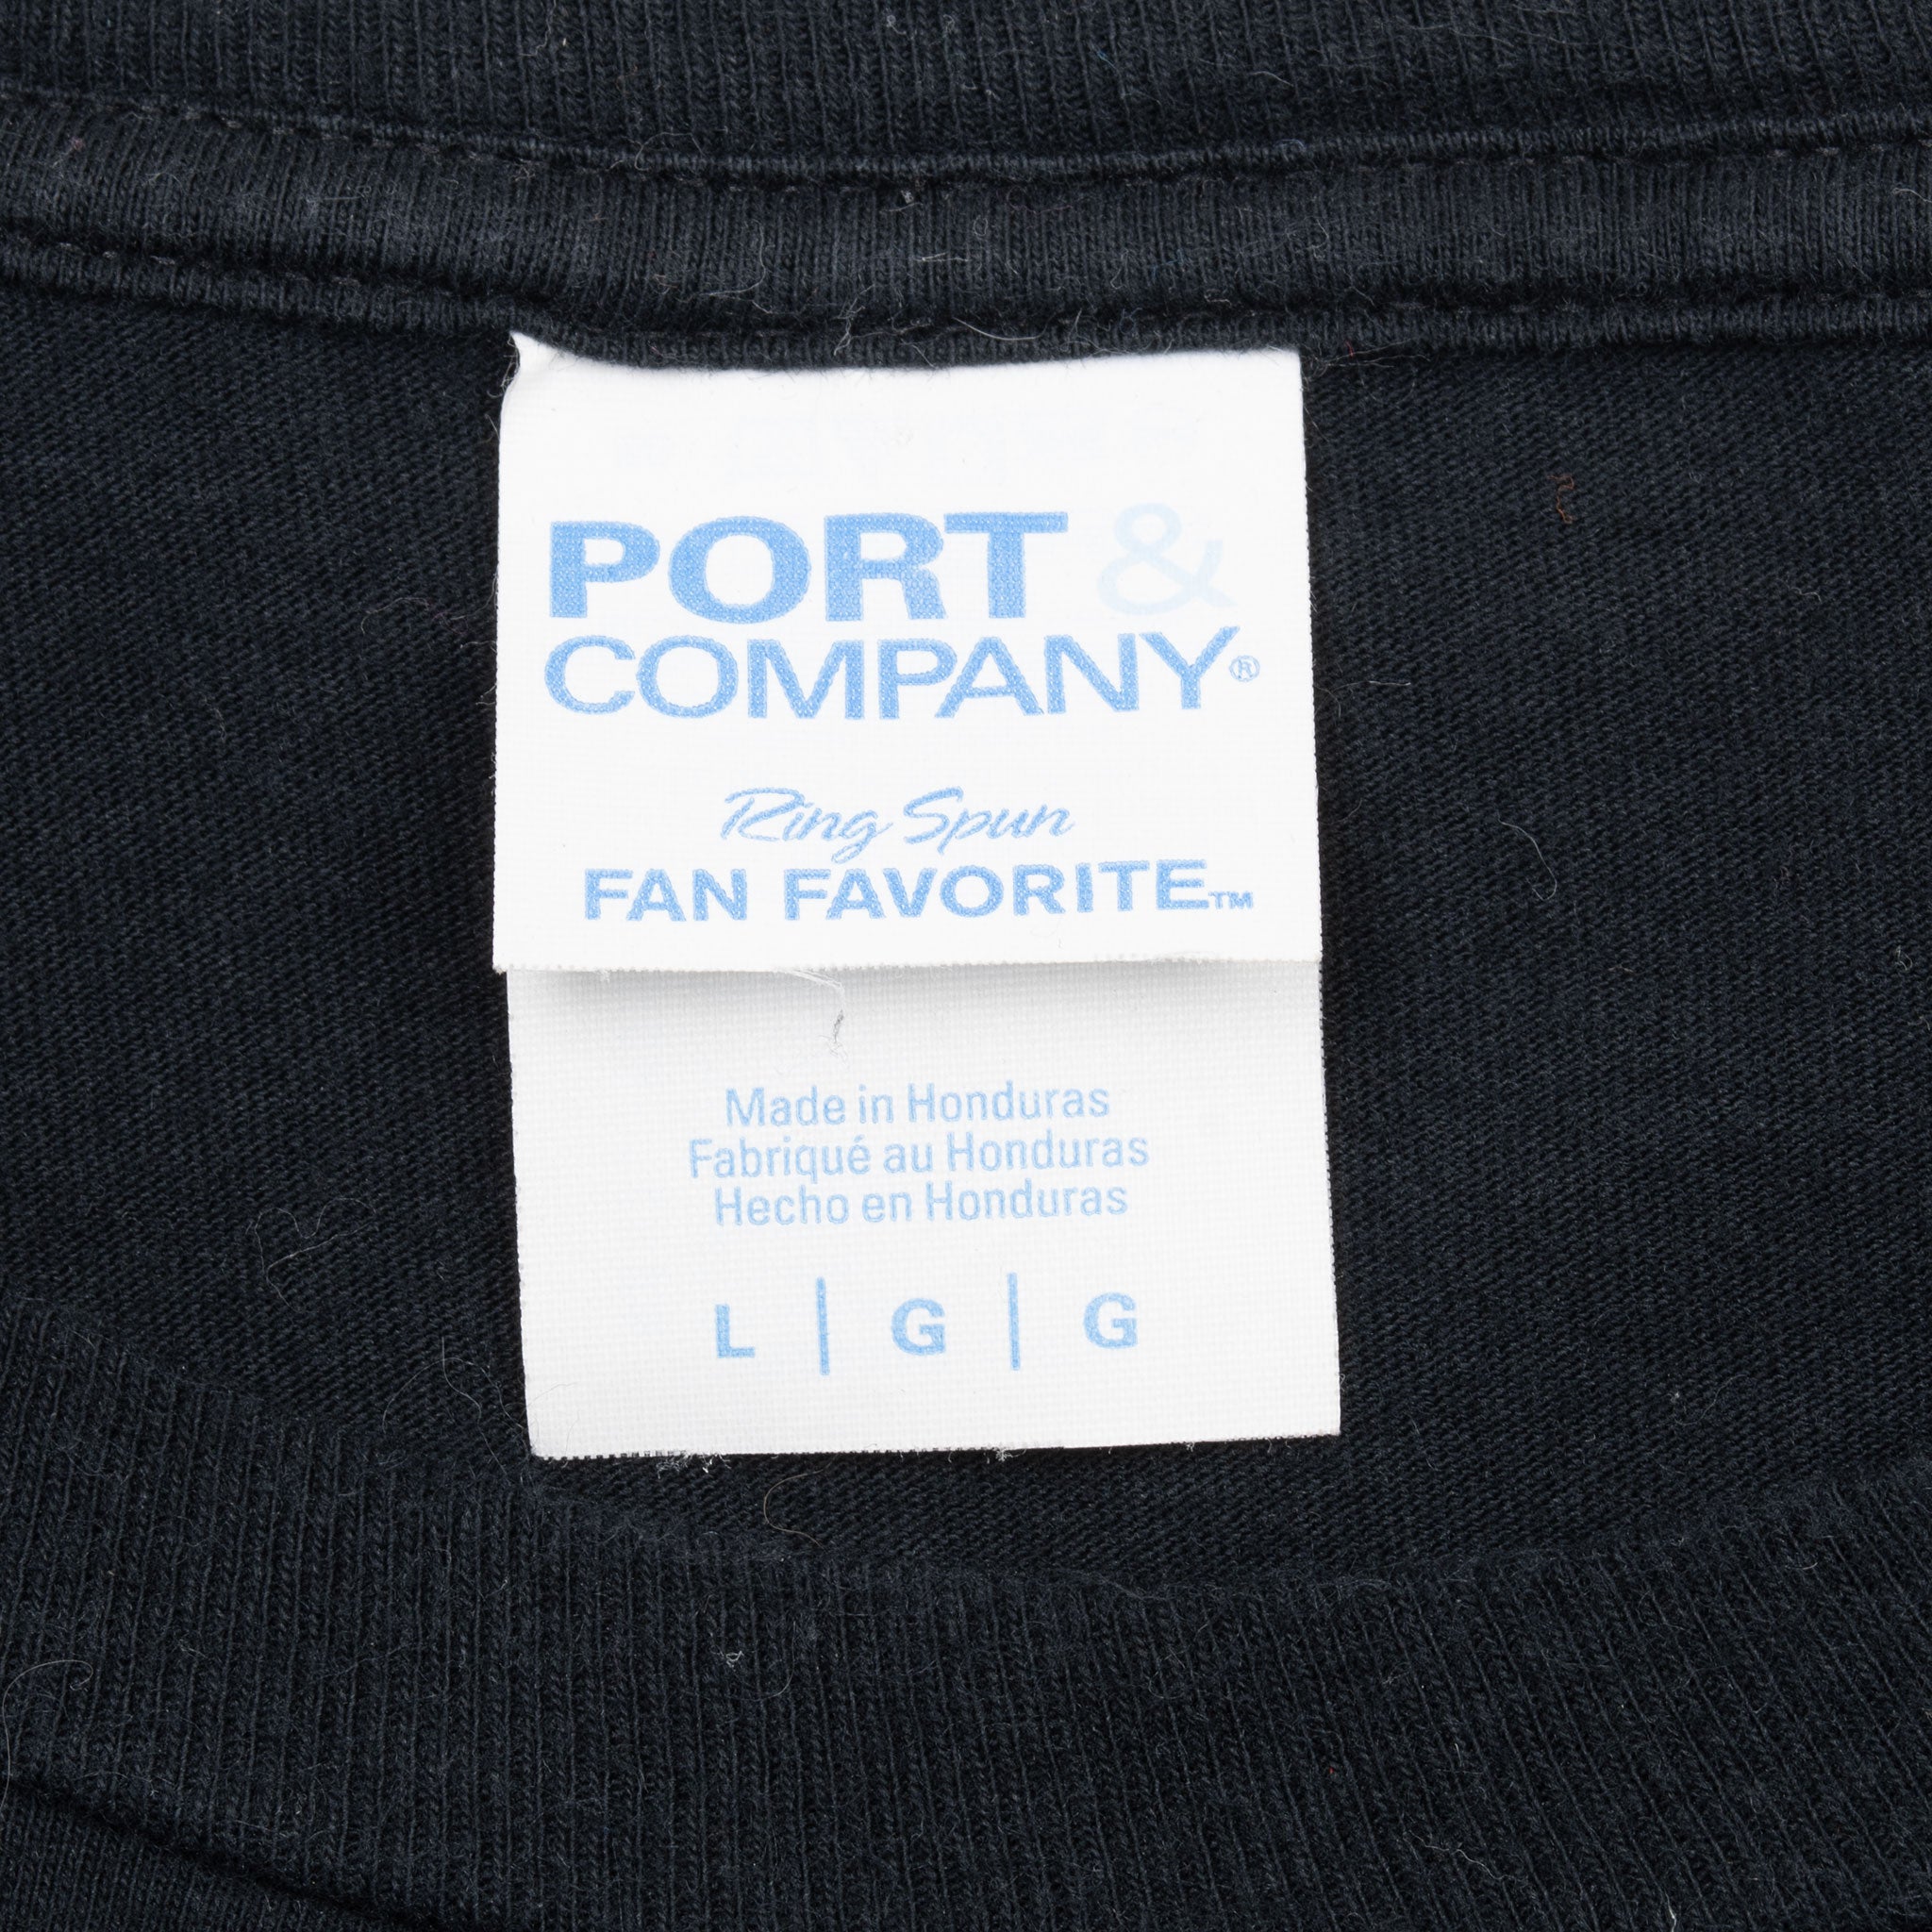 PORT &
COMPANY®
Ring Spun
FAN FAVORITE™
Made in Honduras
Fabriqué au Honduras
Hecho en Honduras
L | G | G